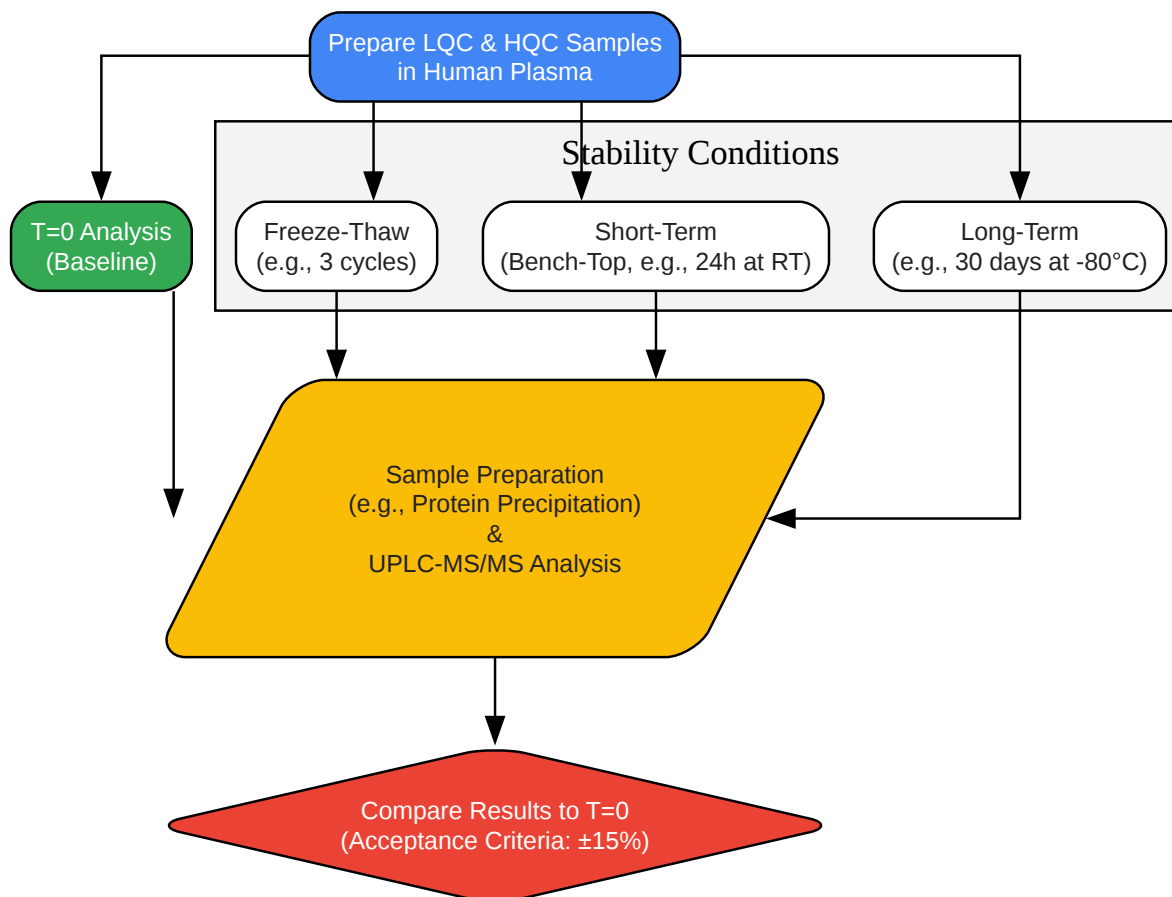 Prepare LQC & HQC Samples
in Human Plasma
Stability Conditions
T=0 Analysis
(Baseline)
Freeze-Thaw
(e.g., 3 cycles)
Short-Term
(Bench-Top, e.g., 24h at RT)
Long-Term
(e.g., 30 days at -80°C)
Sample Preparation
(e.g., Protein Precipitation)
&
UPLC-MS/MS Analysis
Compare Results to T=0
(Acceptance Criteria: ±15%)